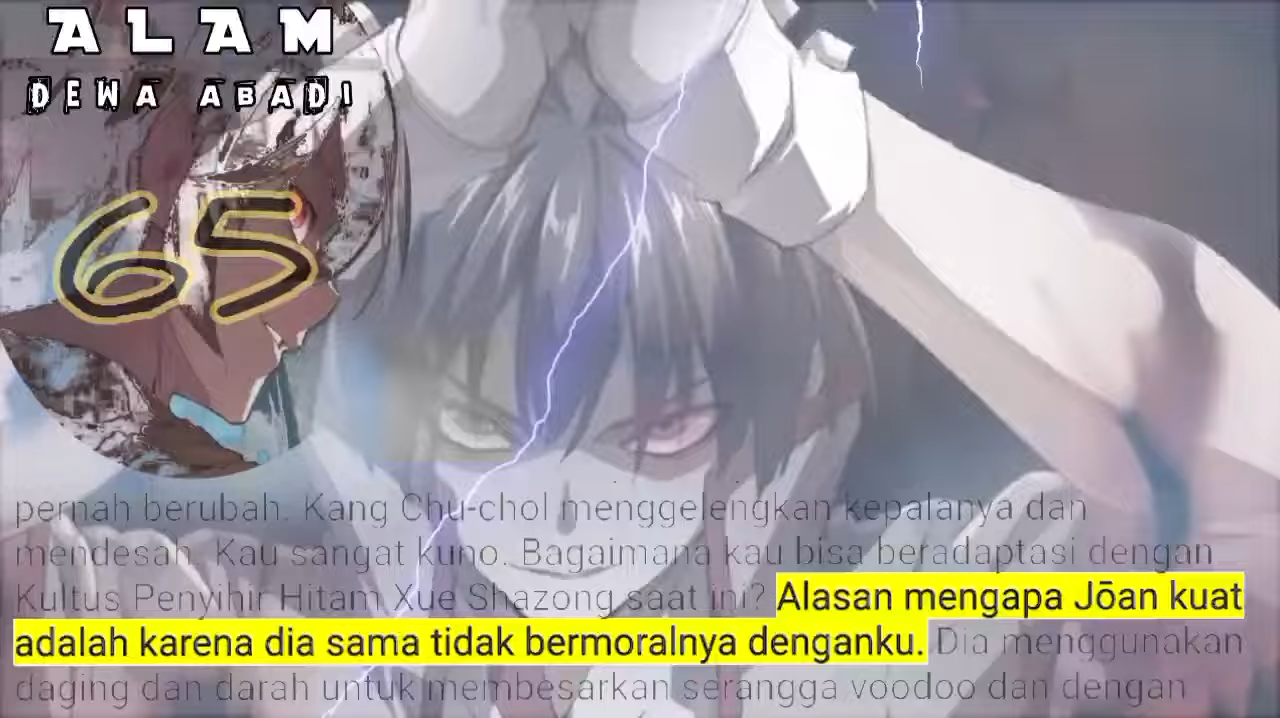 ALAM
DEWA ABADI
65
pernah berubah. Kang Chu-chol menggelengkan kepalanya dan
mendesah. Kau sangat kuno. Bagaimana kau bisa beradaptasi dengan
Kultus Penyihir Hitam Xue Shazong saat ini? Alasan mengapa Jōan kuat
adalah karena dia sama tidak bermoralnya denganku. Dia menggunakan
daging dan darah untuk membesarkan serangga voodoo dan dengan